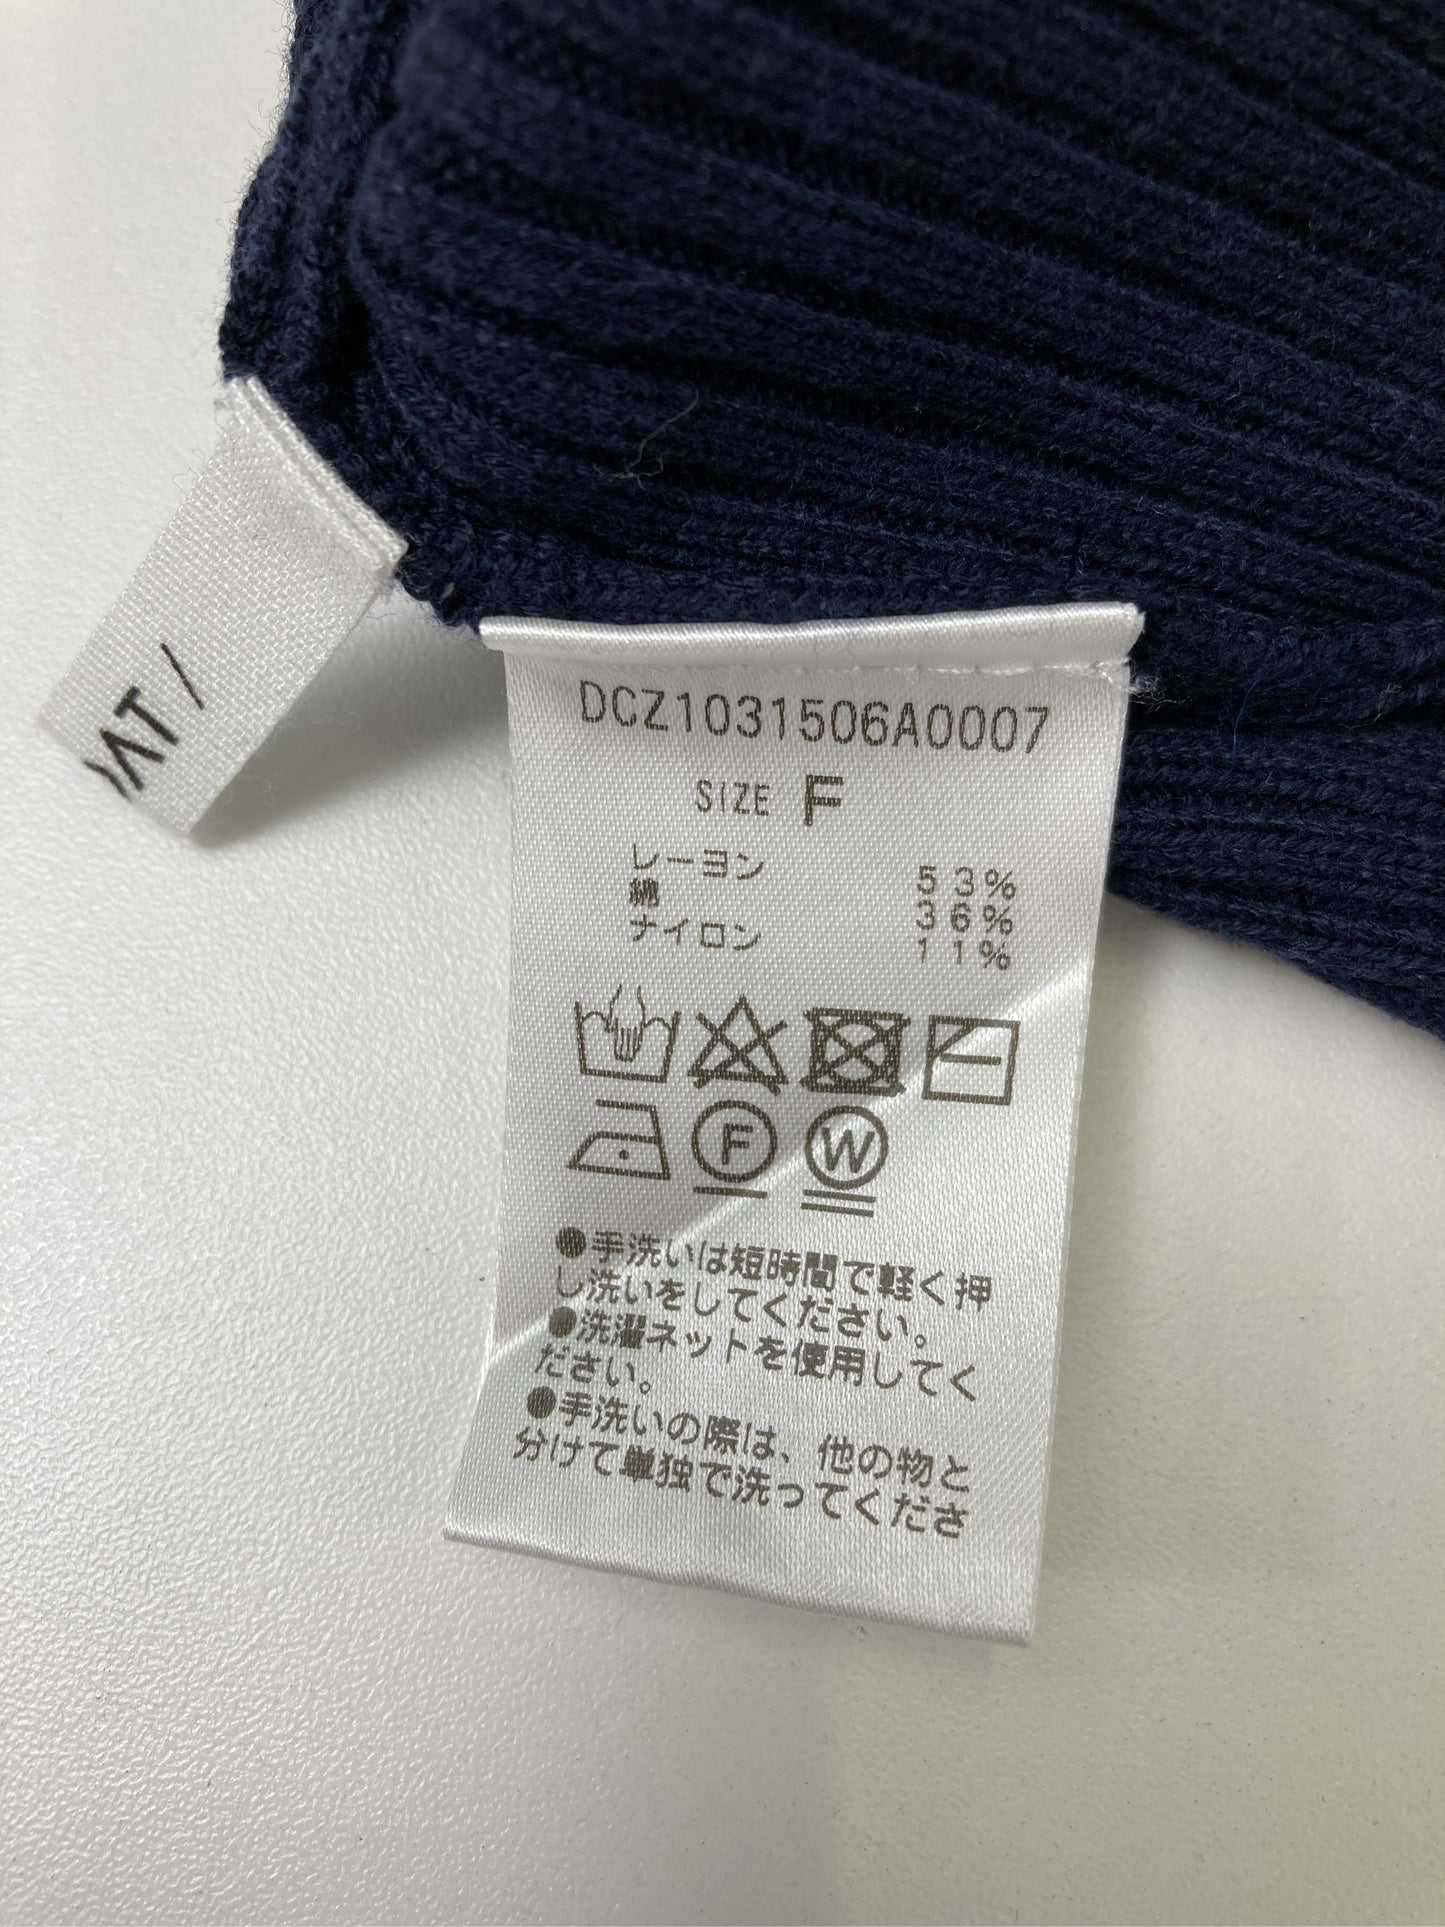 DCZ1031506A0007
SIZE F
レーヨン 53%
綿 36%
ナイロン 11%
F W
●手洗いは短時間で軽く押
し洗いをしてください。
●洗濯ネットを使用してく
ださい。
●手洗いの際は、他の物と
分けて単独で洗ってくださ